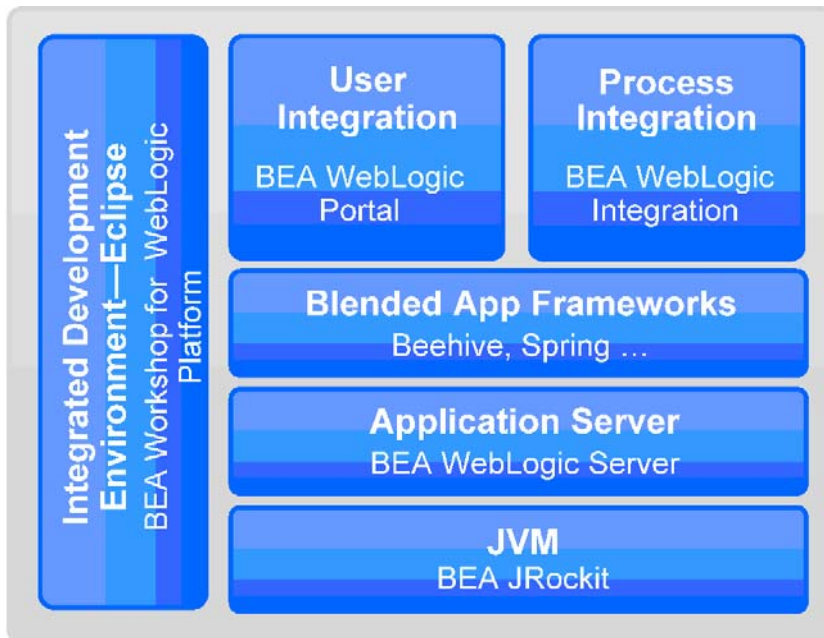 Integrated Development
Environment—Eclipse
BEA Workshop for WebLogic
Platform
User
Integration
BEA WebLogic
Portal
Process
Integration
BEA WebLogic
Integration
Blended App Frameworks
Beehive, Spring ...
Application Server
BEA WebLogic Server
JVM
BEA JRockit